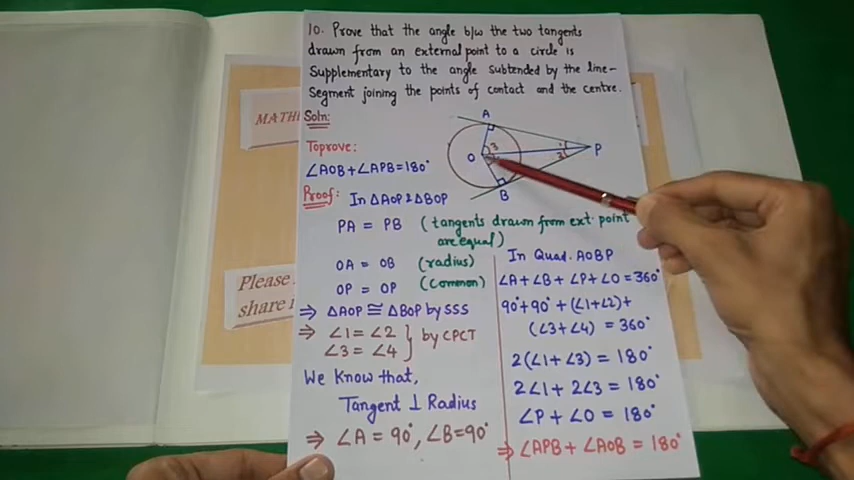 10. Prove that the angle b/w the two tangents
drawn from an external point to a circle is
Supplementary to the angle subtended by the line-
Segment joining the points of contact and the centre.
Soln:
To prove:
∠AOB + ∠APB = 180°
A
O
3
1
2
P
B
Proof: In △AOP & △BOP
PA = PB (tangents drawn from ext. point
are equal)
OA = OB (radius)
OP = OP (common)
⇒ △AOP ≅ △BOP by SSS
⇒ ∠1 = ∠2 } by CPCT
∠3 = ∠4
We know that,
Tangent ⊥ Radius
⇒ ∠A = 90°, ∠B = 90°
In Quad. AOBP
∠A + ∠B + ∠P + ∠O = 360°
90° + 90° + (∠1 + ∠2) +
(∠3 + ∠4) = 360°
2(∠1 + ∠3) = 180°
2∠1 + 2∠3 = 180°
∠P + ∠O = 180°
⇒ ∠APB + ∠AOB = 180°
MATH
Please
share